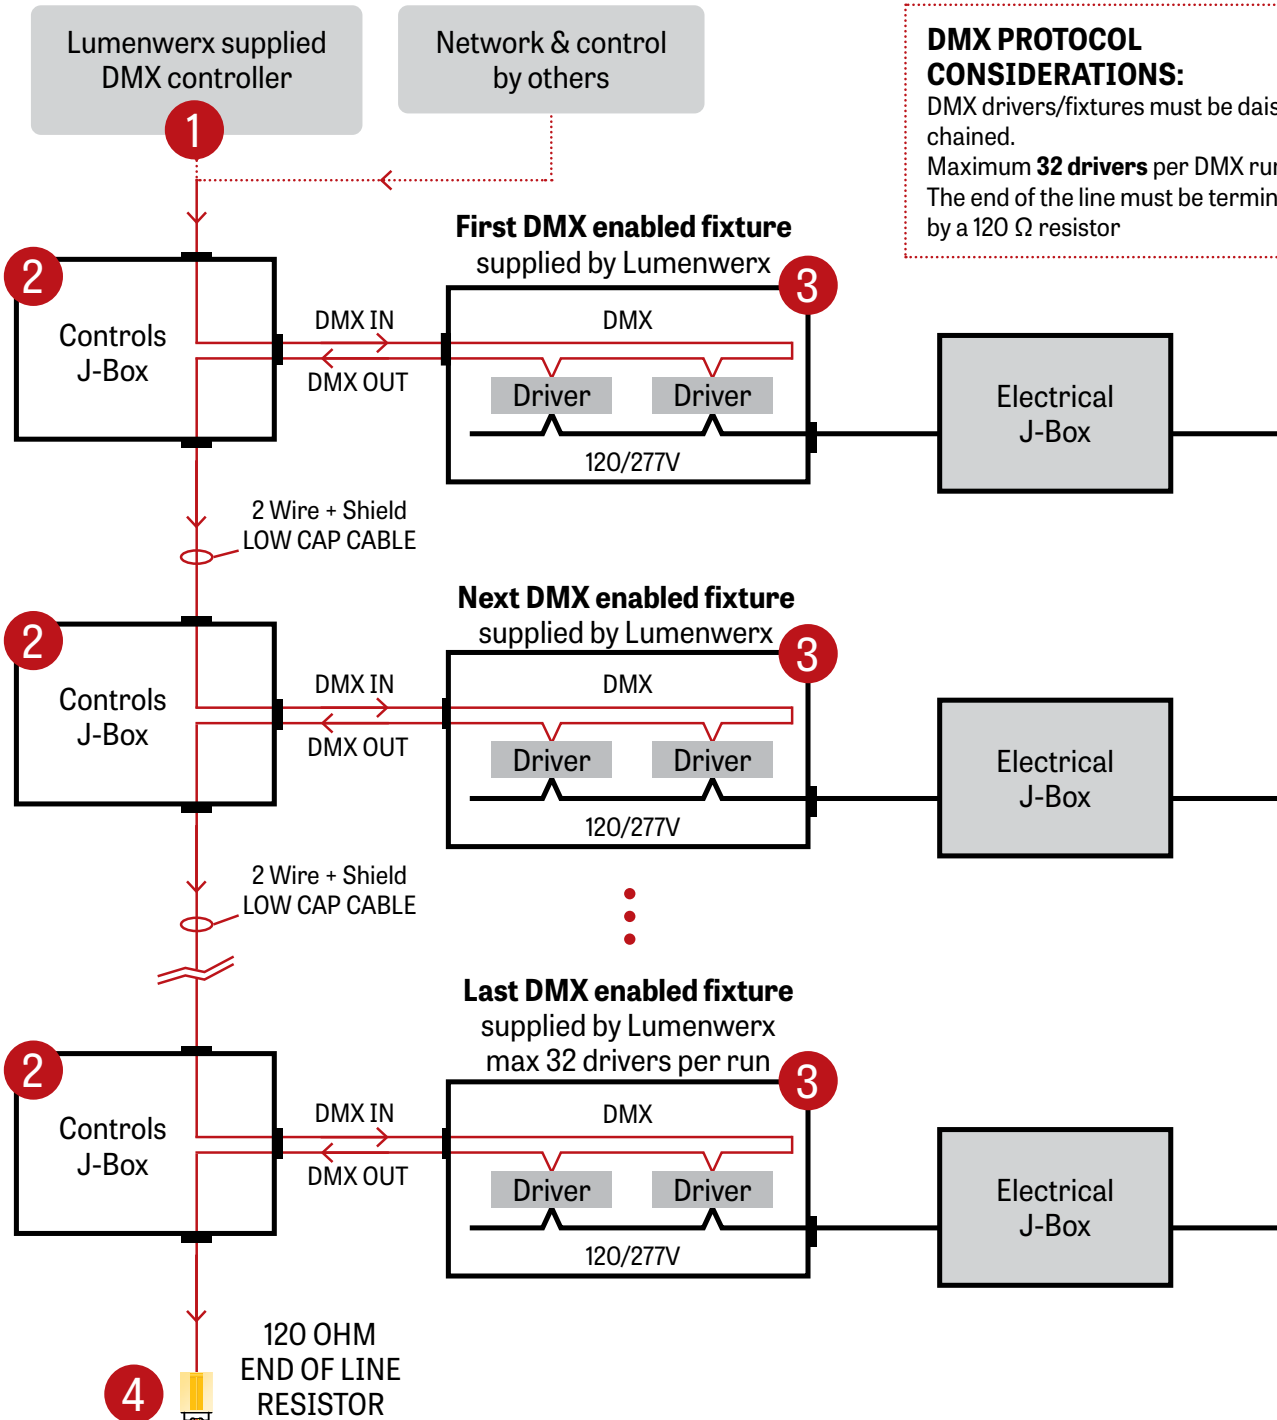 Lumenwerx supplied
DMX controller
1
Network & control
by others
DMX PROTOCOL
CONSIDERATIONS:
DMX drivers/fixtures must be dais
chained.
Maximum 32 drivers per DMX run
The end of the line must be termin
by a 120 Ω resistor
First DMX enabled fixture
supplied by Lumenwerx
2
Controls
J-Box
DMX IN
DMX OUT
3
DMX
Driver
Driver
120/277V
Electrical
J-Box
2 Wire + Shield
LOW CAP CABLE
Next DMX enabled fixture
supplied by Lumenwerx
2
Controls
J-Box
DMX IN
DMX OUT
3
DMX
Driver
Driver
120/277V
Electrical
J-Box
2 Wire + Shield
LOW CAP CABLE
Last DMX enabled fixture
supplied by Lumenwerx
max 32 drivers per run
2
Controls
J-Box
DMX IN
DMX OUT
3
DMX
Driver
Driver
120/277V
Electrical
J-Box
4
120 OHM
END OF LINE
RESISTOR